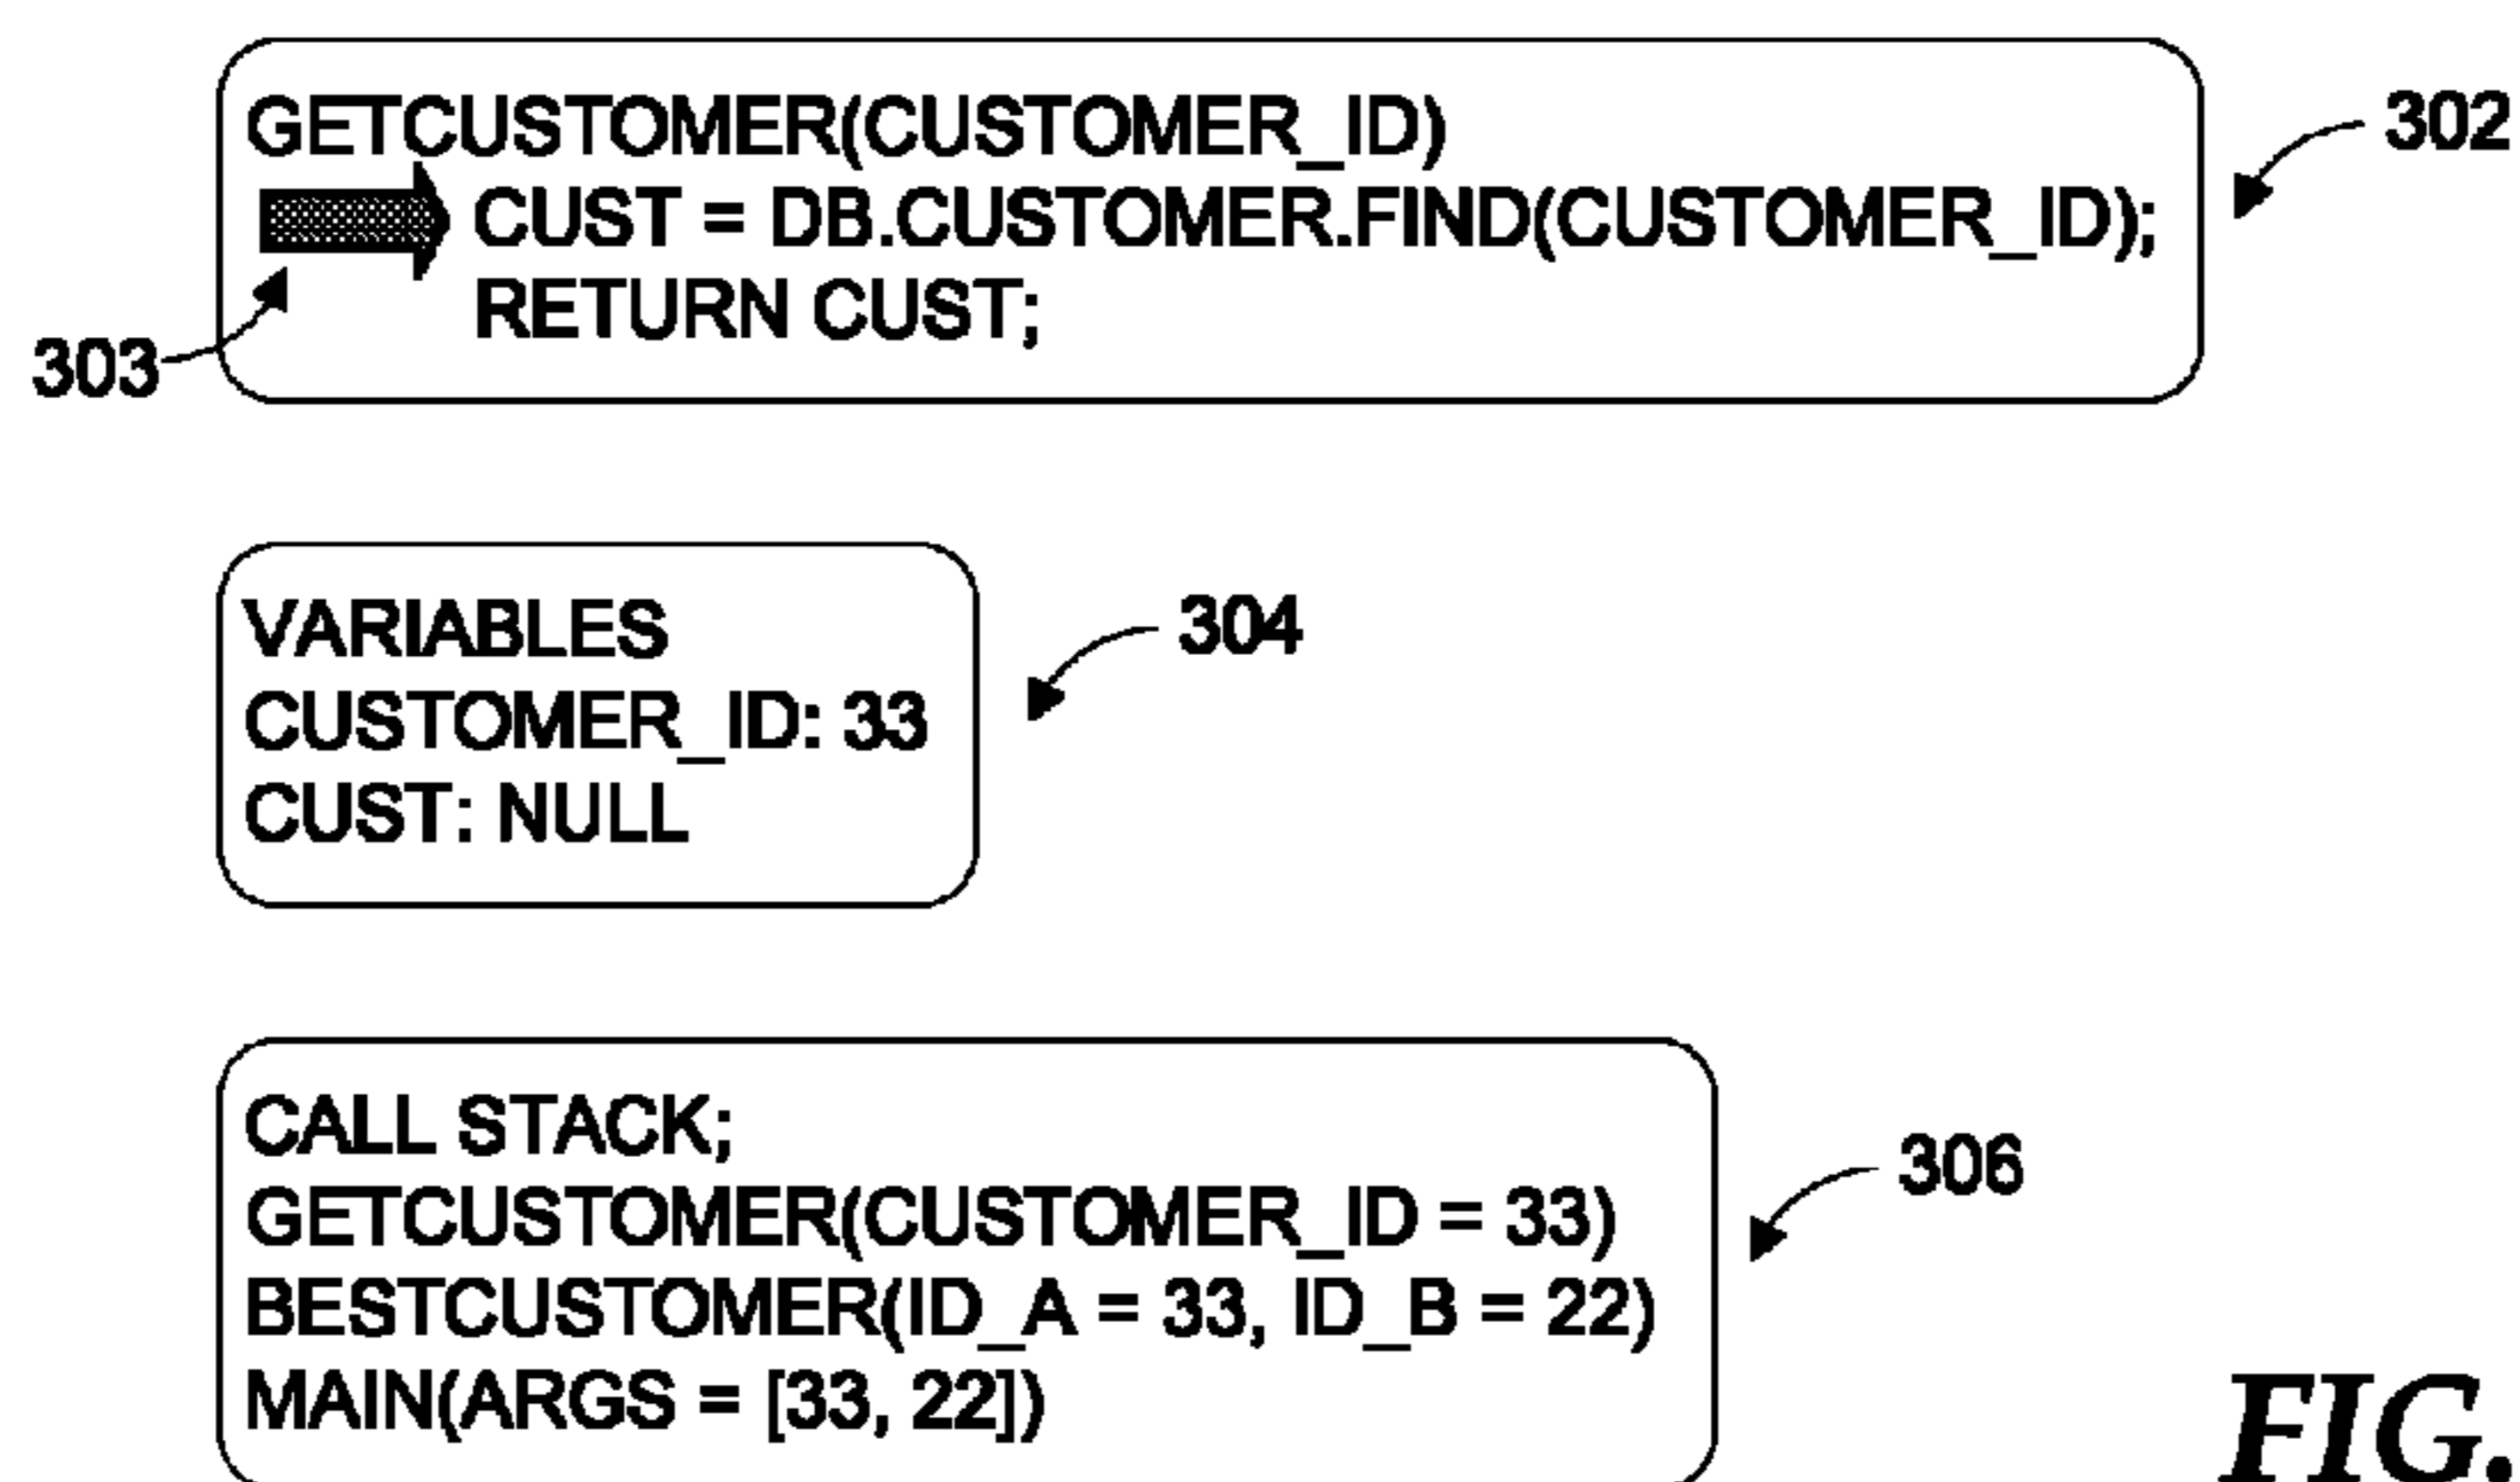 GETCUSTOMER(CUSTOMER_ID)
302
CUST = DB.CUSTOMER.FIND(CUSTOMER_ID);
RETURN CUST;
303
VARIABLES
304
CUSTOMER_ID: 33
CUST: NULL
CALL STACK;
306
GETCUSTOMER(CUSTOMER_ID = 33)
BESTCUSTOMER(ID_A = 33, ID_B = 22)
MAIN(ARGS = [33, 22])
FIG.